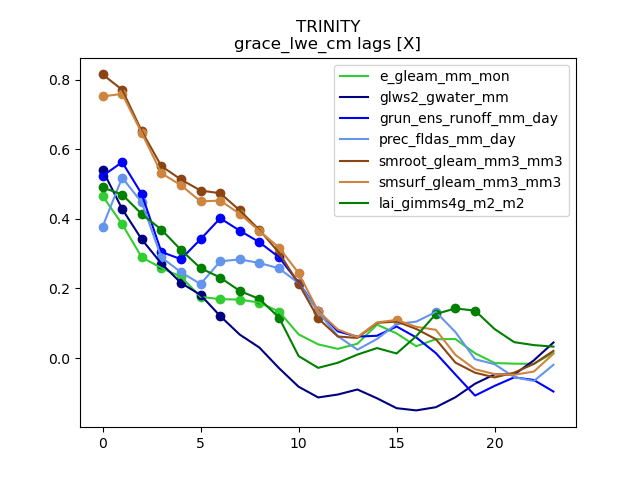 TRINITY
grace_lwe_cm lags [X]
e_gleam_mm_mon
glws2_gwater_mm
grun_ens_runoff_mm_day
prec_fldas_mm_day
smroot_gleam_mm3_mm3
smsurf_gleam_mm3_mm3
lai_gimms4g_m2_m2
0.8
0.6
0.4
0.2
0.0
0 5 10 15 20